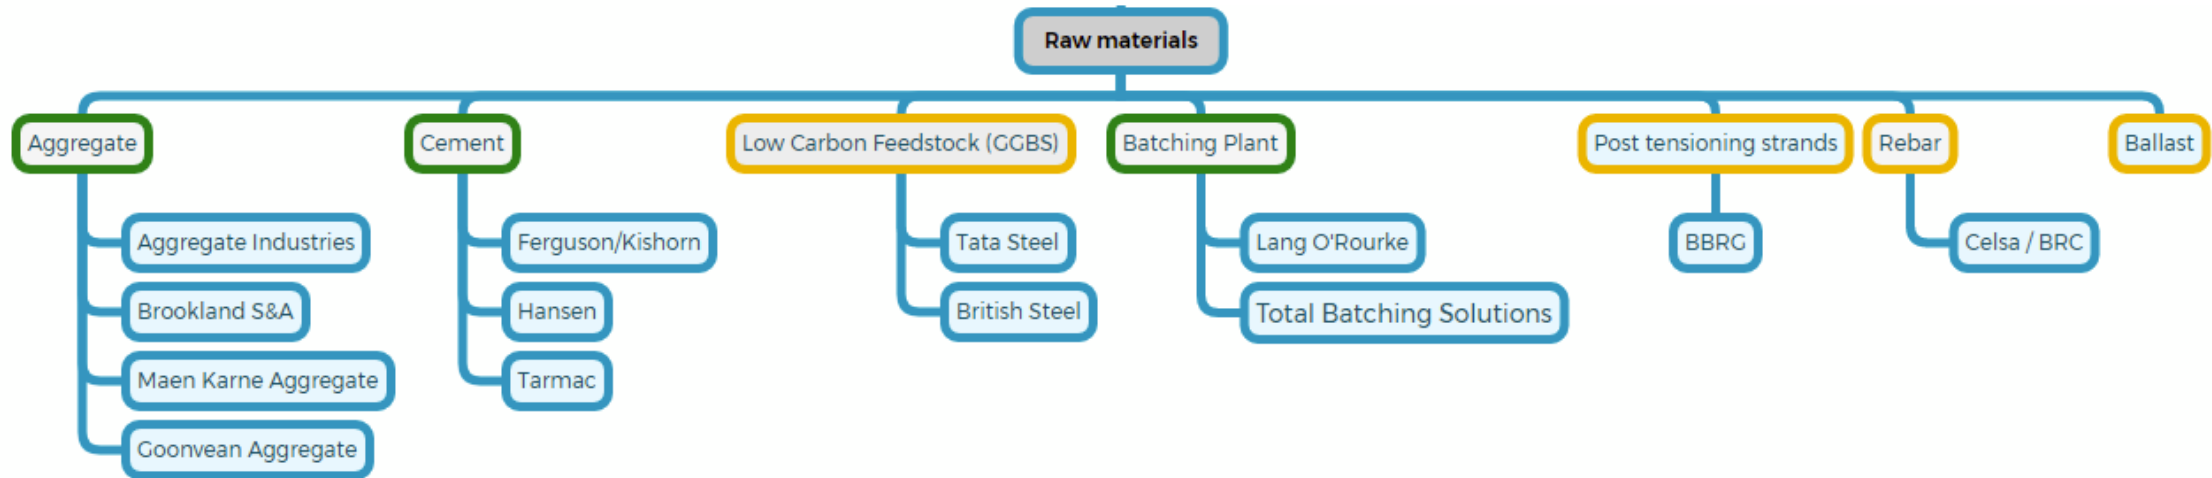 Raw materials
Aggregate
Cement
Low Carbon Feedstock (GGBS)
Batching Plant
Post tensioning strands
Rebar
Ballast
Aggregate Industries
Brookland S&A
Maen Karne Aggregate
Goonvean Aggregate
Ferguson/Kishorn
Hansen
Tarmac
Tata Steel
British Steel
Lang O'Rourke
Total Batching Solutions
BBRG
Celsa / BRC